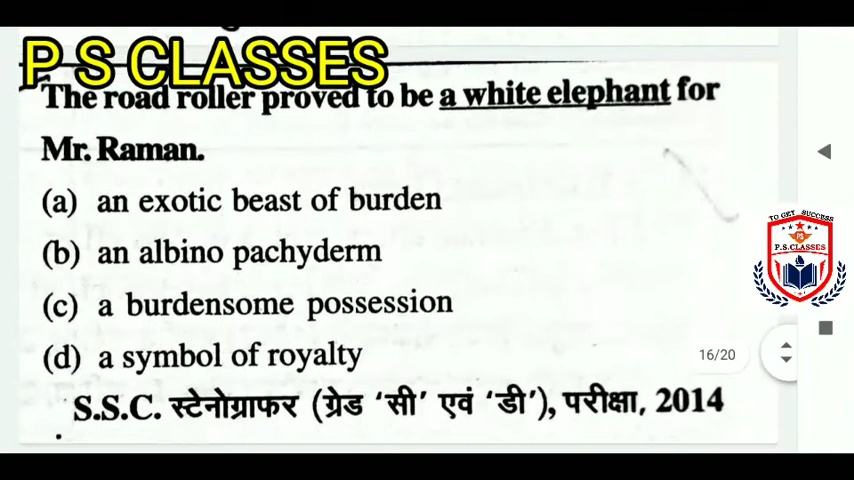 P S CLASSES
The road roller proved to be a white elephant for
Mr. Raman.
(a) an exotic beast of burden
(b) an albino pachyderm
(c) a burdensome possession
(d) a symbol of royalty
S.S.C. स्टेनोग्राफर (ग्रेड ‘सी’ एवं ‘डी’), परीक्षा, 2014
16/20
TO GET SUCCESS
PS
P.S.CLASSES